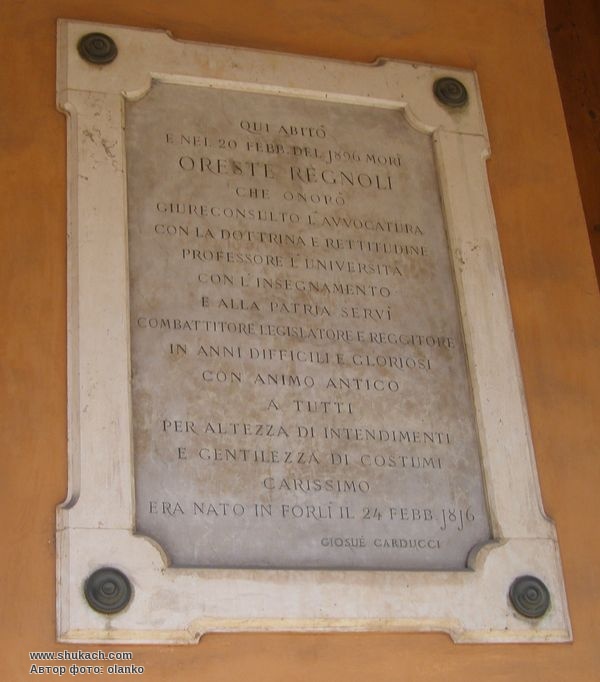 QUI ABITÒ
E NEL 20 FEBB. DEL 1896 MORÌ
ORESTE REGNOLI
CHE ONORÒ
GIURECONSULTO L'AVVOCATURA
CON LA DOTTRINA E RETTITUDINE
PROFESSORE L'UNIVERSITÀ
CON L'INSEGNAMENTO
E ALLA PATRIA SERVÌ
COMBATTITORE LEGISLATORE E REGGITORE
IN ANNI DIFFICILI E GLORIOSI
CON ANIMO ANTICO
A TUTTI
PER ALTEZZA DI INTENDIMENTI
E GENTILEZZA DI COSTUMI
CARISSIMO
ERA NATO IN FORLÌ IL 24 FEBB. 1816
GIOSUÈ CARDUCCI
www.shukach.com
Автор фото: olanko